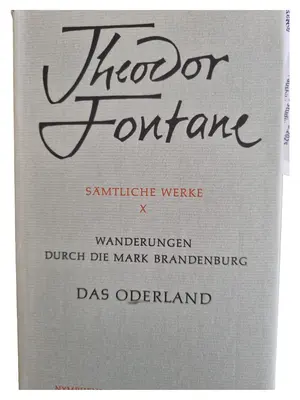 Theodor
Fontane
SÄMTLICHE WERKE
X
WANDERUNGEN
DURCH DIE MARK BRANDENBURG
DAS ODERLAND